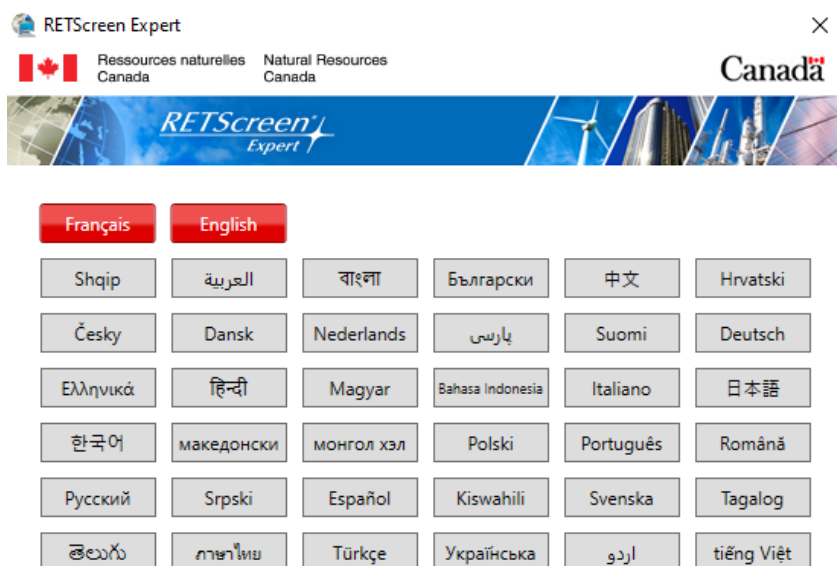 RETScreen Expert
Ressources naturelles Natural Resources
Canada Canada
Canada
RETScreen
Expert
Français English
Shqip العربية বাংলা Български 中文 Hrvatski
Česky Dansk Nederlands پارسی Suomi Deutsch
Ελληνικά हिन्दी Magyar Bahasa Indonesia Italiano 日本語
한국어 македонски монгол хэл Polski Português Română
Русский Srpski Español Kiswahili Svenska Tagalog
తెలుగు ภาษาไทย Türkçe Українська اردو tiếng Việt